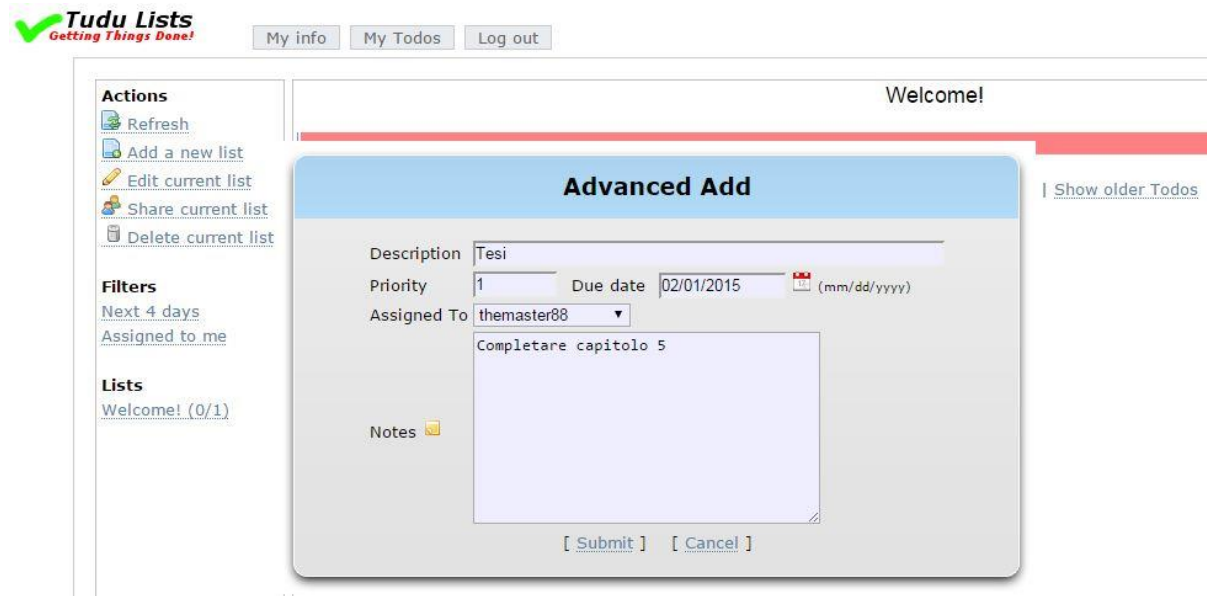 Tudu Lists
Getting Things Done!
My info My Todos Log out
Actions
Refresh
Add a new list
Edit current list
Share current list
Delete current list
Filters
Next 4 days
Assigned to me
Lists
Welcome! (0/1)
Welcome!
| Show older Todos
Advanced Add
Description Tesi
Priority 1 Due date 02/01/2015 (mm/dd/yyyy)
Assigned To themaster88
Notes Completare capitolo 5
[ Submit ] [ Cancel ]